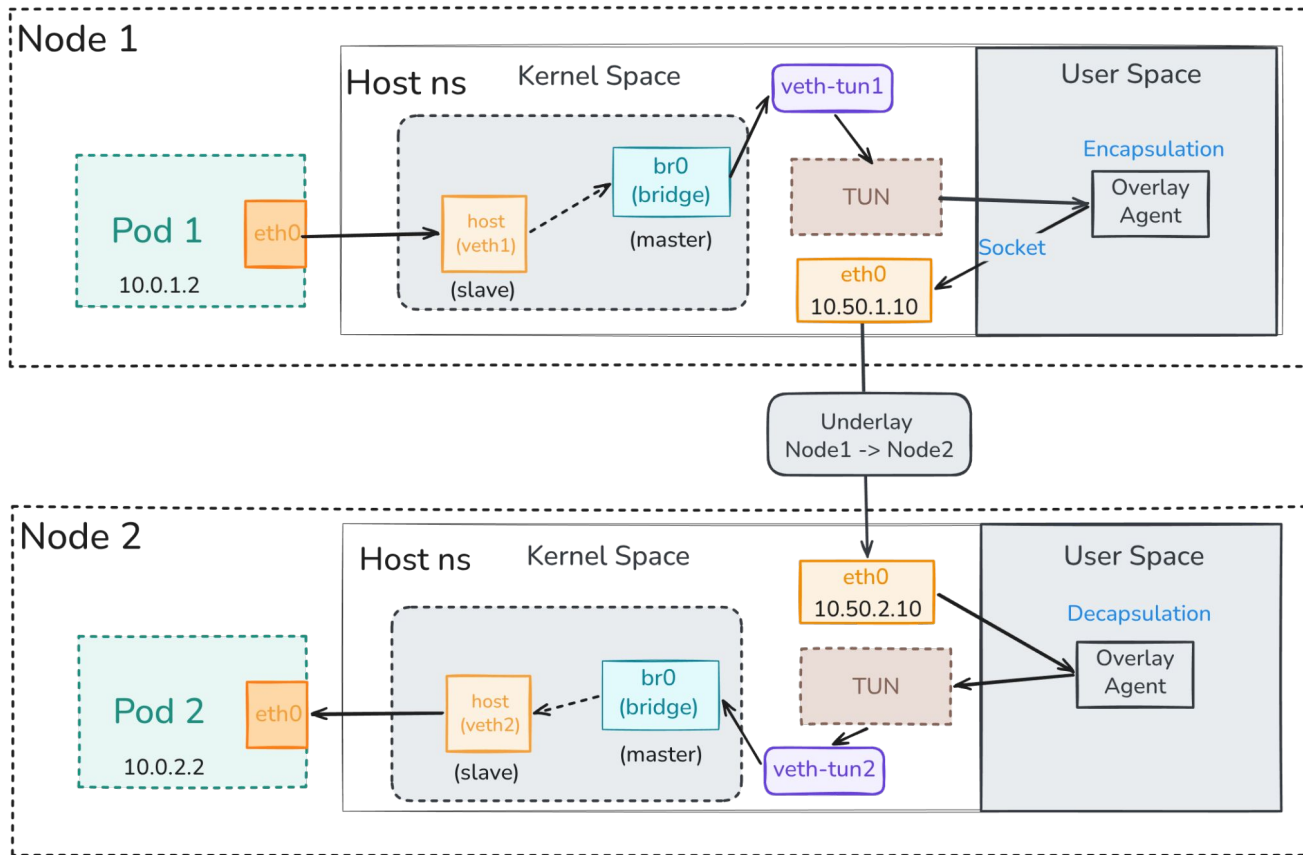 Node 1
Host ns
Kernel Space
User Space
veth-tun1
Encapsulation
br0
(bridge)
(master)
TUN
Overlay
Agent
Pod 1
eth0
10.0.1.2
host
(veth1)
(slave)
Socket
eth0
10.50.1.10
Underlay
Node1 -> Node2
Node 2
Host ns
Kernel Space
User Space
eth0
10.50.2.10
Decapsulation
Overlay
Agent
TUN
br0
(bridge)
(master)
host
(veth2)
(slave)
veth-tun2
Pod 2
eth0
10.0.2.2